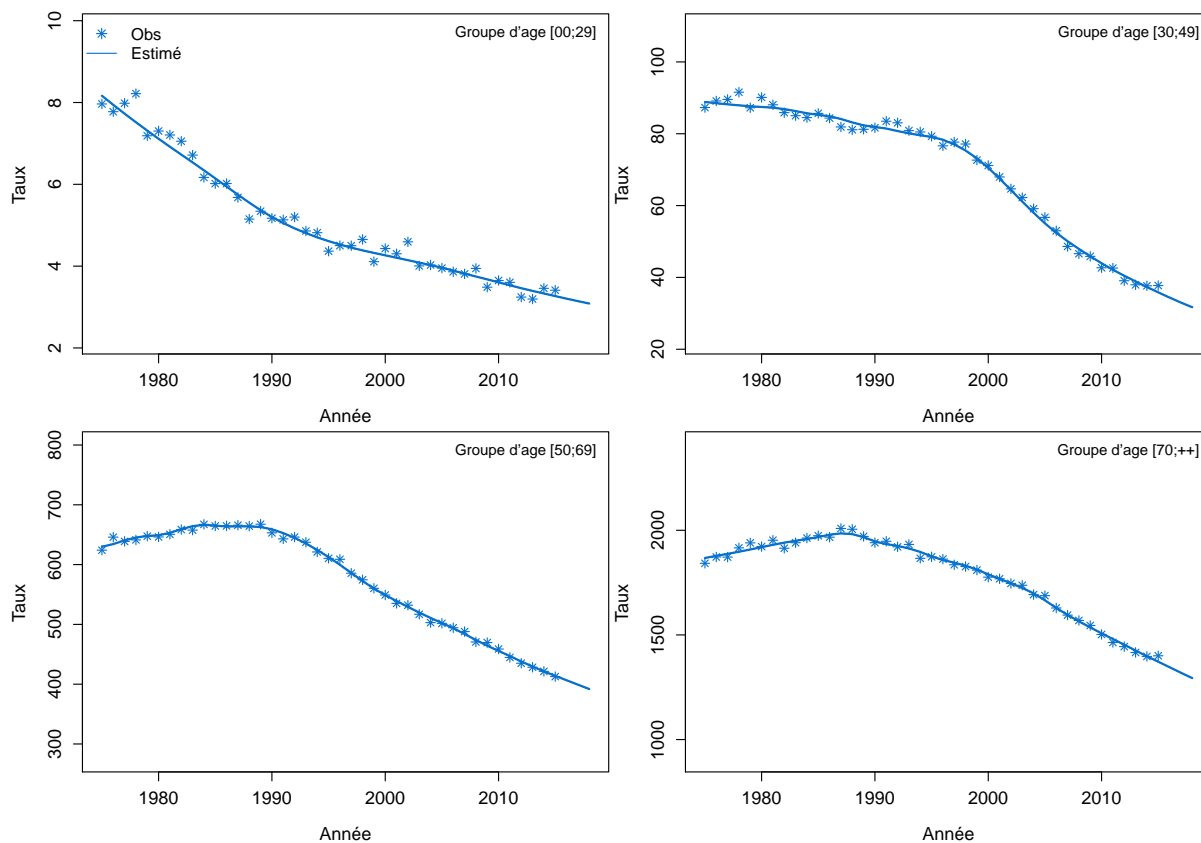 Groupe d'age [00;29]
Obs
Estimé
Taux
10
8
6
4
2
1980 1990 2000 2010
Année
Groupe d'age [30;49]
Taux
100
80
60
40
20
1980 1990 2000 2010
Année
Groupe d'age [50;69]
Taux
800
700
600
500
400
300
1980 1990 2000 2010
Année
Groupe d'age [70;++]
Taux
2000
1500
1000
1980 1990 2000 2010
Année